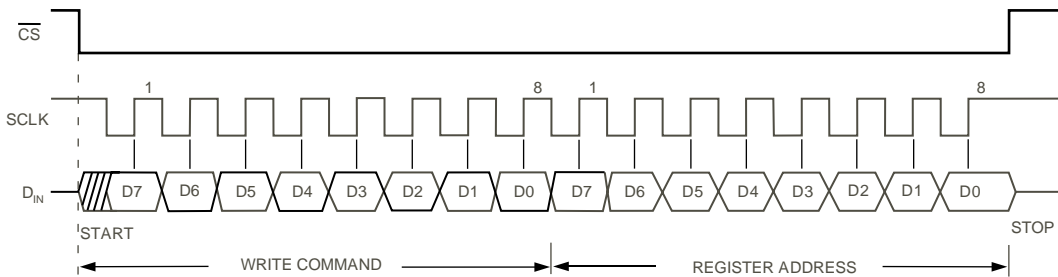 CS
1 8 1 8
SCLK
DIN D7 D6 D5 D4 D3 D2 D1 D0 D7 D6 D5 D4 D3 D2 D1 D0
START STOP
WRITE COMMAND REGISTER ADDRESS